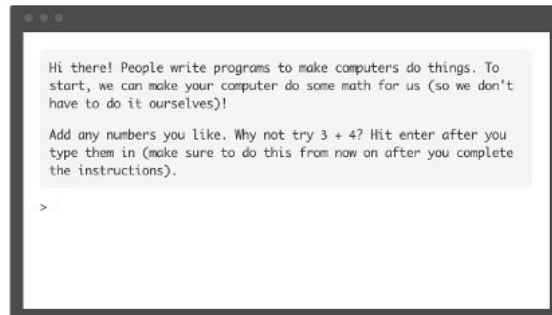 Hi there! People write programs to make computers do things. To
start, we can make your computer do some math for us (so we don't
have to do it ourselves)!
Add any numbers you like. Why not try 3 + 4? Hit enter after you
type them in (make sure to do this from now on after you complete
the instructions).
>